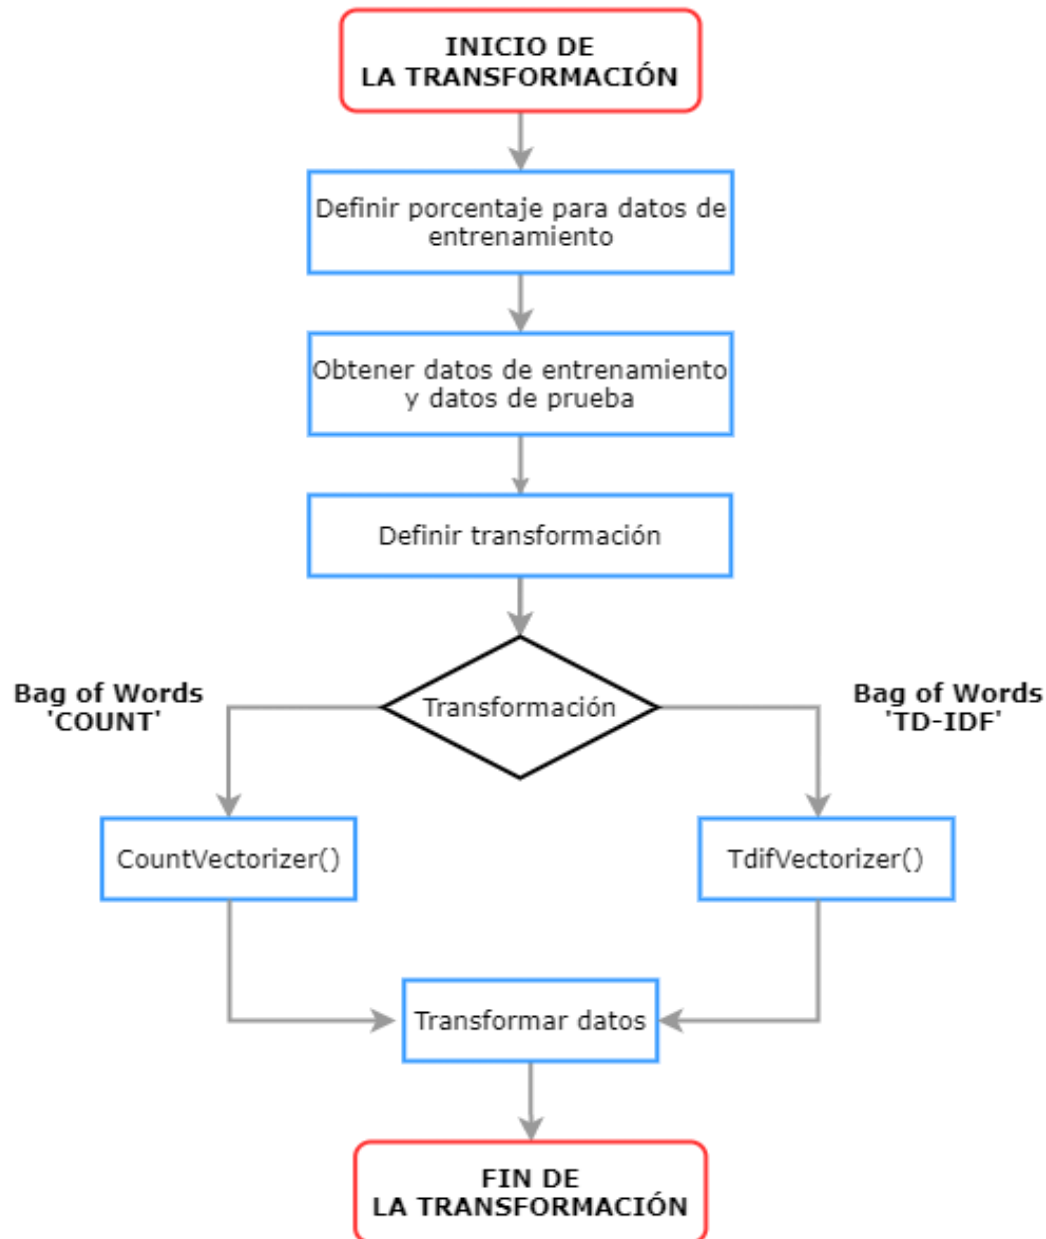 INICIO DE
LA TRANSFORMACIÓN
Definir porcentaje para datos de
entrenamiento
Obtener datos de entrenamiento
y datos de prueba
Definir transformación
Transformación
Bag of Words
'COUNT'
Bag of Words
'TD-IDF'
CountVectorizer()
TdifVectorizer()
Transformar datos
FIN DE
LA TRANSFORMACIÓN